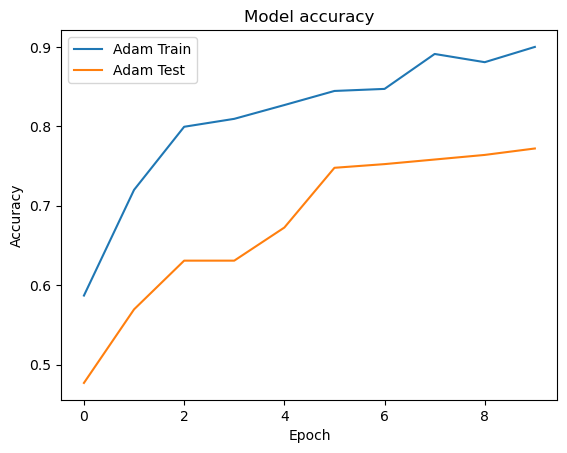 Model accuracy
Adam Train
Adam Test
Accuracy
0.9
0.8
0.7
0.6
0.5
0 2 4 6 8
Epoch